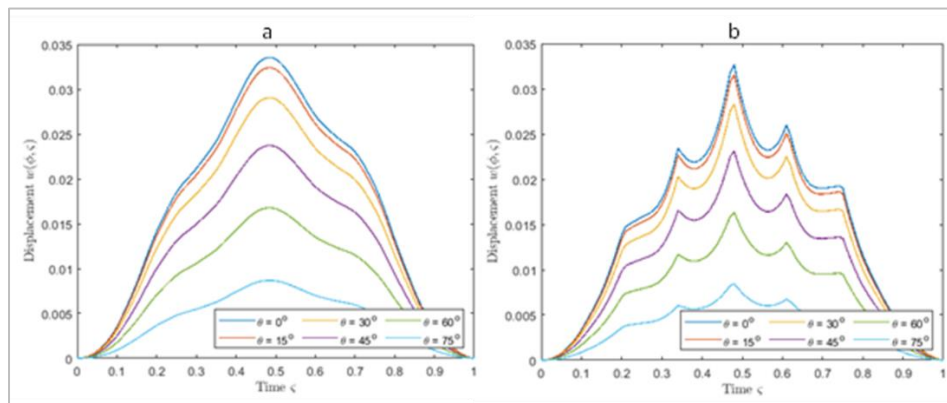 a
0.035
0.03
0.025
0.02
0.015
0.01
0.005
0
Displacement w(ϕ, ς)
θ = 0° θ = 30° θ = 60°
θ = 15° θ = 45° θ = 75°
0 0.1 0.2 0.3 0.4 0.5 0.6 0.7 0.8 0.9 1
Time ς
b
0.035
0.03
0.025
0.02
0.015
0.01
0.005
0
Displacement w(ϕ, ς)
θ = 0° θ = 30° θ = 60°
θ = 15° θ = 45° θ = 75°
0 0.1 0.2 0.3 0.4 0.5 0.6 0.7 0.8 0.9 1
Time ς